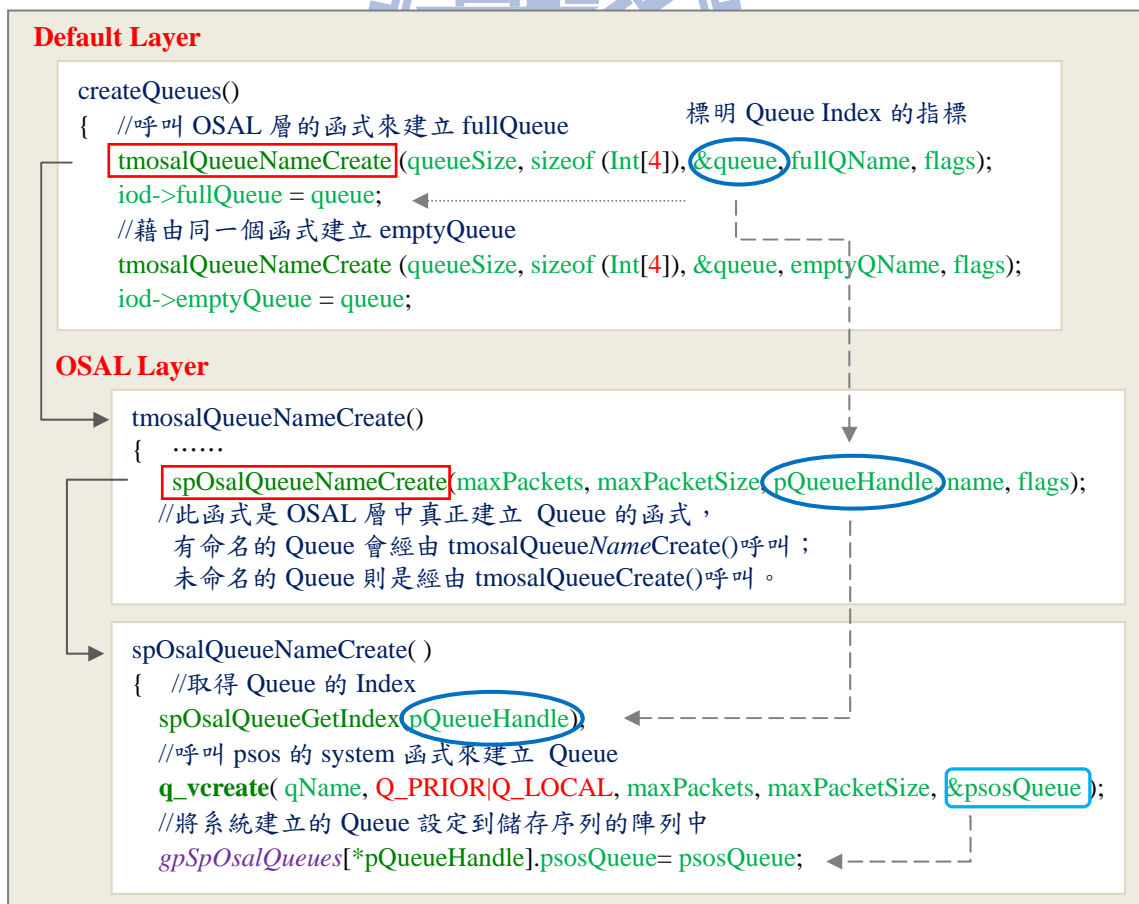 Default Layer
createQueues()
{ //呼叫 OSAL 層的函式來建立 fullQueue
標明 Queue Index 的指標
tmosalQueueNameCreate (queueSize, sizeof (Int[4]), &queue, fullQName, flags);
iod->fullQueue = queue;
//藉由同一個函式建立 emptyQueue
tmosalQueueNameCreate (queueSize, sizeof (Int[4]), &queue, emptyQName, flags);
iod->emptyQueue = queue;
OSAL Layer
tmosalQueueNameCreate()
{ ……
spOsalQueueNameCreate(maxPackets, maxPacketSize, pQueueHandle, name, flags);
//此函式是 OSAL 層中真正建立 Queue 的函式，
有命名的 Queue 會經由 tmosalQueueNameCreate()呼叫；
未命名的 Queue 則是經由 tmosalQueueCreate()呼叫。
spOsalQueueNameCreate( )
{ //取得 Queue 的 Index
spOsalQueueGetIndex(pQueueHandle);
//呼叫 psos 的 system 函式來建立 Queue
q_vcreate( qName, Q_PRIOR|Q_LOCAL, maxPackets, maxPacketSize, &psosQueue );
//將系統建立的 Queue 設定到儲存序列的陣列中
gpSpOsalQueues[*pQueueHandle].psosQueue= psosQueue;